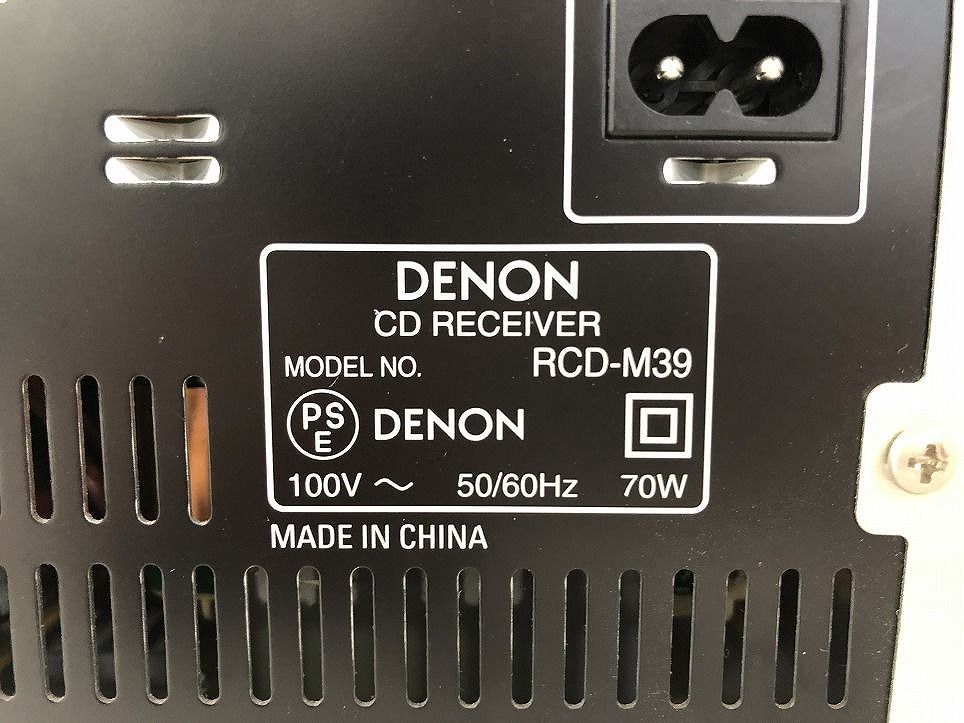 DENON
CD RECEIVER
MODEL NO. RCD-M39
PSE DENON
100V ～ 50/60Hz 70W
MADE IN CHINA